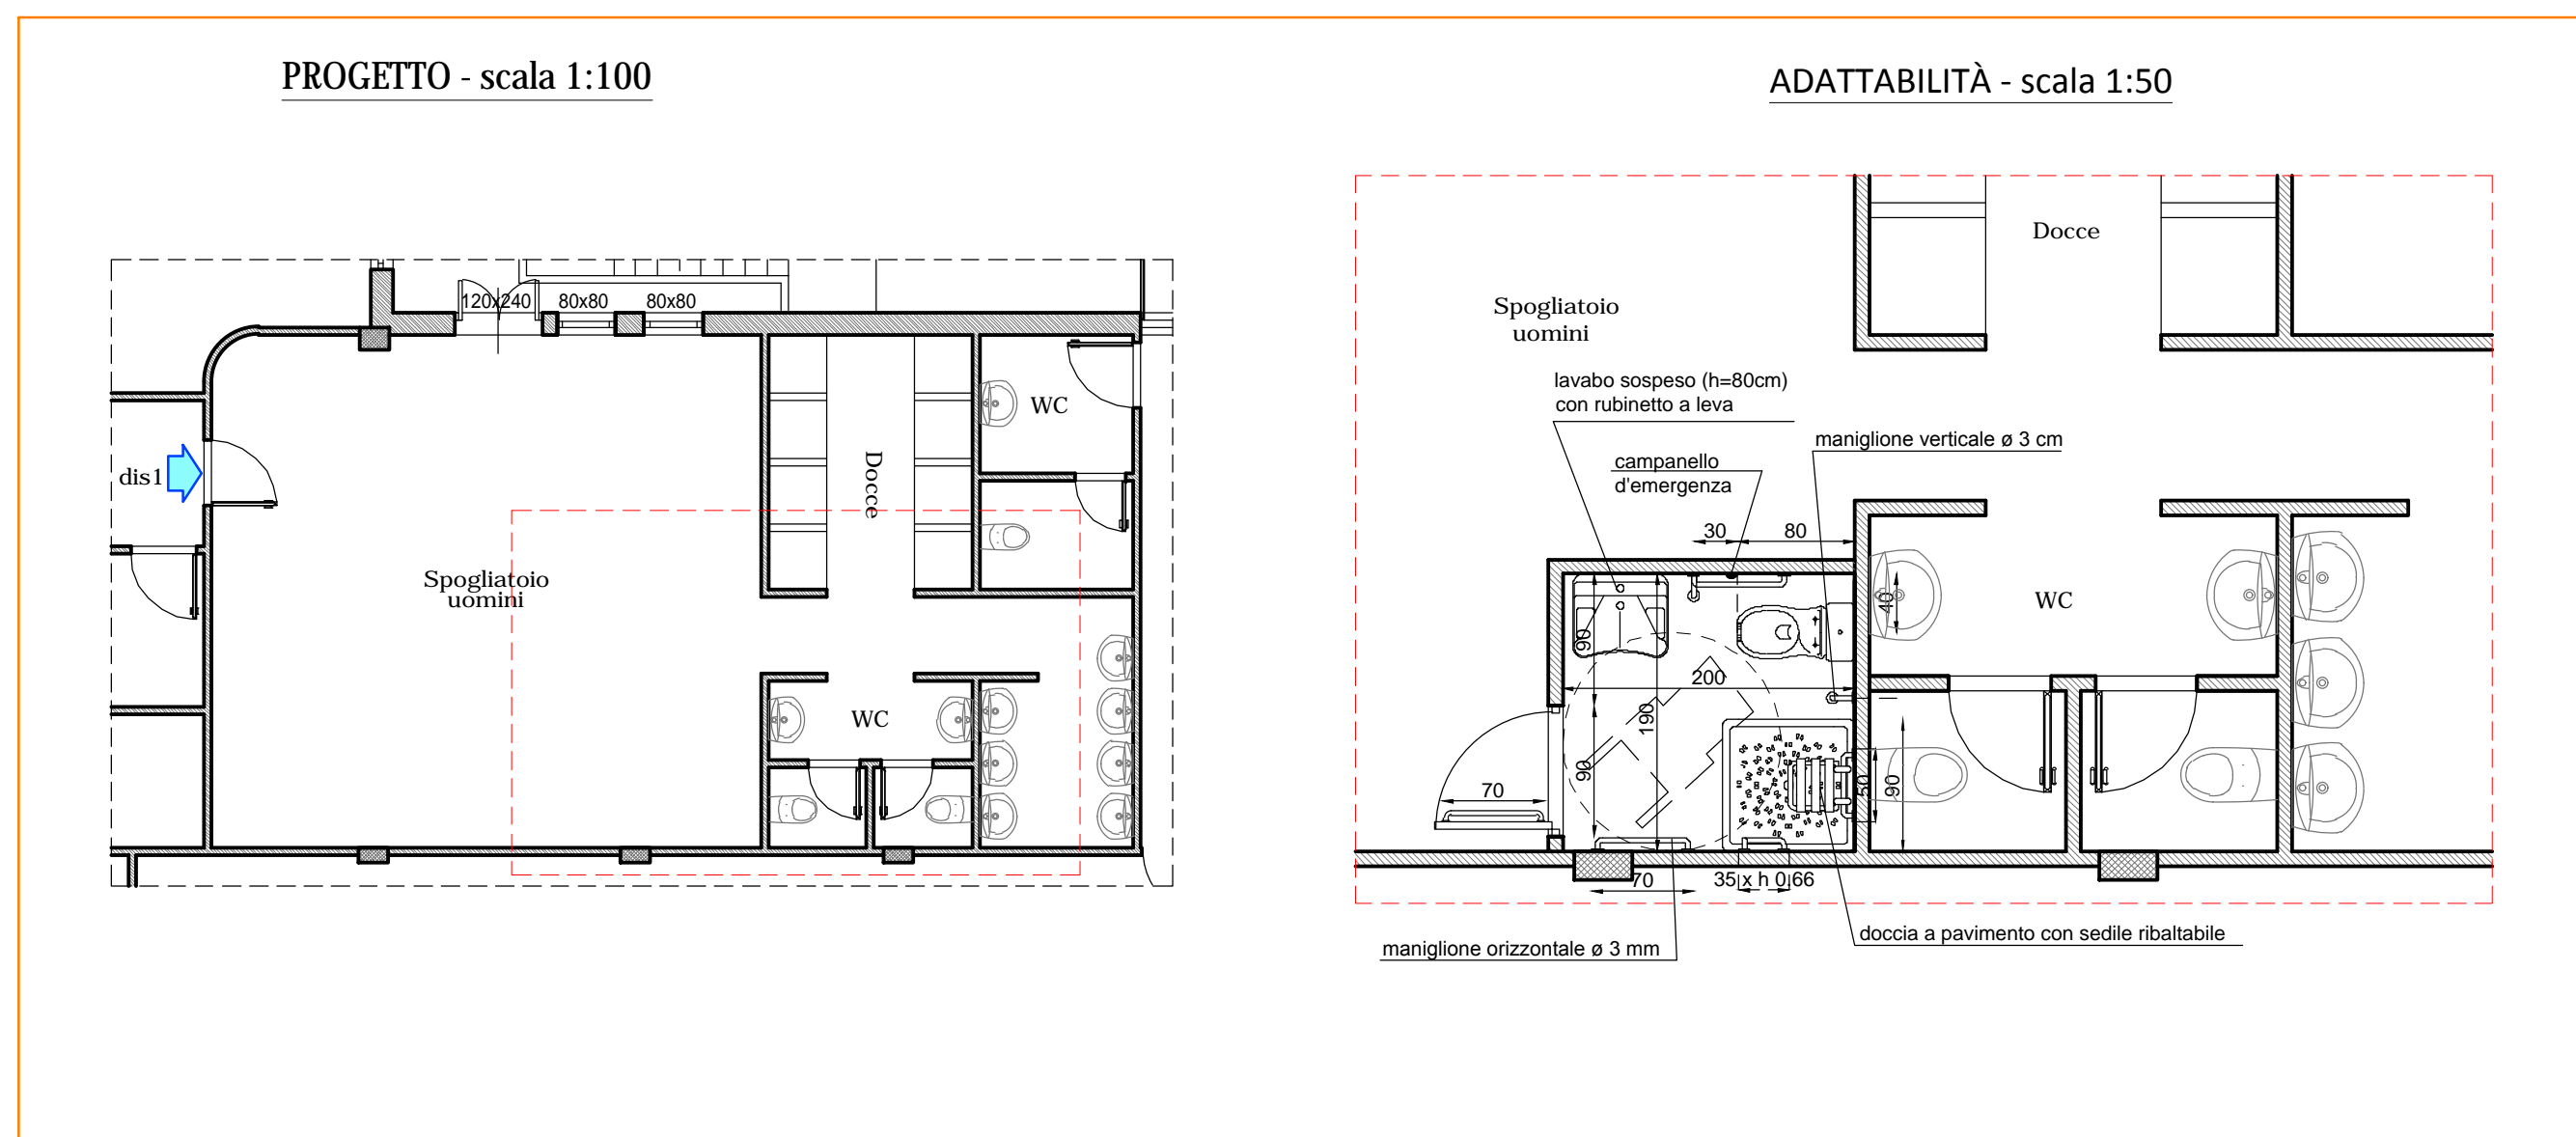 PROGETTO - scala 1:100
120x240
80x80
80x80
WC
dis1
Docce
Spogliatoio
uomini
WC
ADATTABILITÀ - scala 1:50
Docce
Spogliatoio
uomini
lavabo sospeso (h=80cm)
con rubinetto a leva
maniglione verticale ø 3 cm
campanello
d'emergenza
30
80
40
WC
90
200
190
90
70
50
90
70
35 x h 0.66
doccia a pavimento con sedile ribaltabile
maniglione orizzontale ø 3 mm